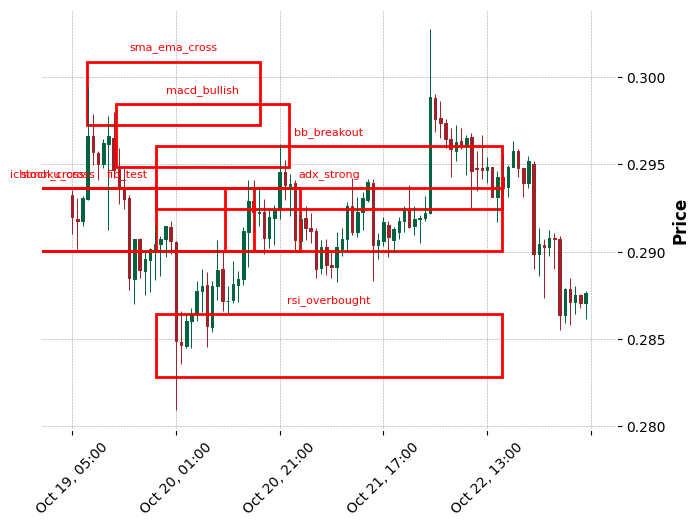 sma_ema_cross
macd_bullish
bb_breakout
fib_test
adx_strong
rsi_overbought
0.300
0.295
0.290
0.285
0.280
Price
Oct 19, 05:00
Oct 20, 01:00
Oct 20, 21:00
Oct 21, 17:00
Oct 22, 13:00